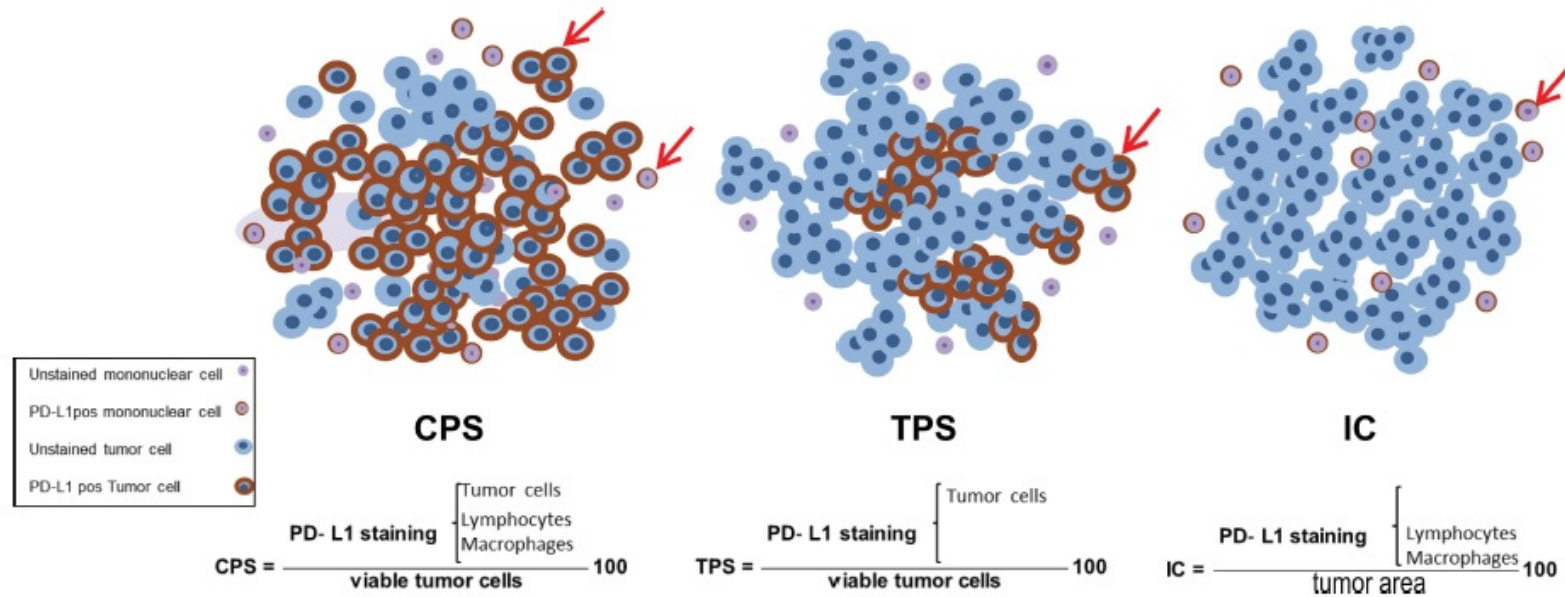 Unstained mononuclear cell
PD-L1pos mononuclear cell
Unstained tumor cell
PD-L1 pos Tumor cell
CPS
CPS =
PD- L1 staining
Tumor cells
Lymphocytes
Macrophages
viable tumor cells
100
TPS
TPS =
PD- L1 staining
Tumor cells
viable tumor cells
100
IC
IC =
PD- L1 staining
Lymphocytes
Macrophages
tumor area
100